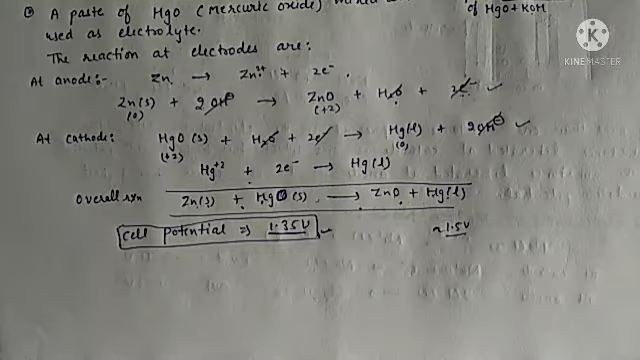 A paste of HgO (mercuric oxide)
of HgO + KOH
used as electrolyte.
The reaction at electrodes are:
At anode:- Zn → Zn²⁺ + 2e⁻.
Zn(s) + 2OH⁻ → ZnO + H₂O + 2e⁻ ✓
(0) (+2)
At cathode: HgO(s) + H₂O + 2e⁻ → Hg(l) + 2OH⁻ ✓
(+2) (0)
Hg⁺² + 2e⁻ → Hg(l)
Overall rxn Zn(s) + HgO(s) → ZnO + Hg(l)
Cell potential ⇒ 1.35V ✓ ~1.5V
KINEMASTER